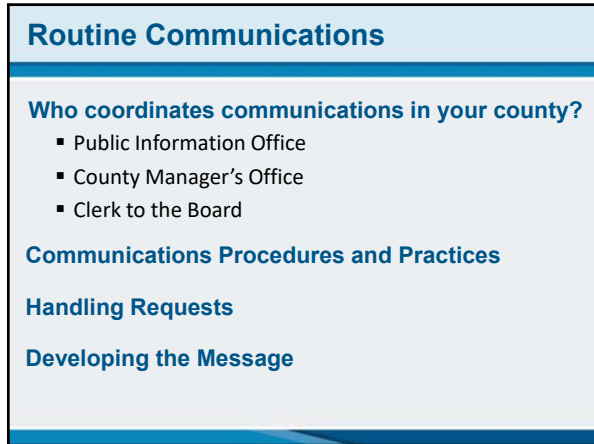 Routine Communications
Who coordinates communications in your county?
▪ Public Information Office
▪ County Manager’s Office
▪ Clerk to the Board
Communications Procedures and Practices
Handling Requests
Developing the Message